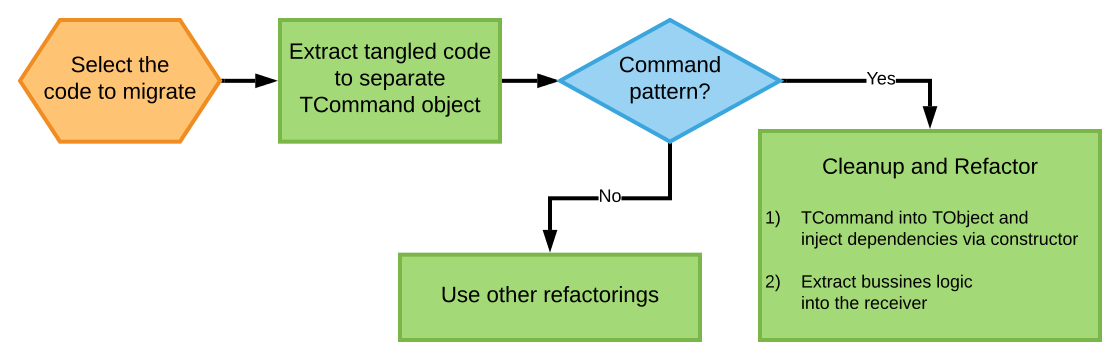 Select the
code to migrate
Extract tangled code
to separate
TCommand object
Command
pattern?
Yes
No
Use other refactorings
Cleanup and Refactor
1) TCommand into TObject and
inject dependencies via constructor
2) Extract bussines logic
into the receiver